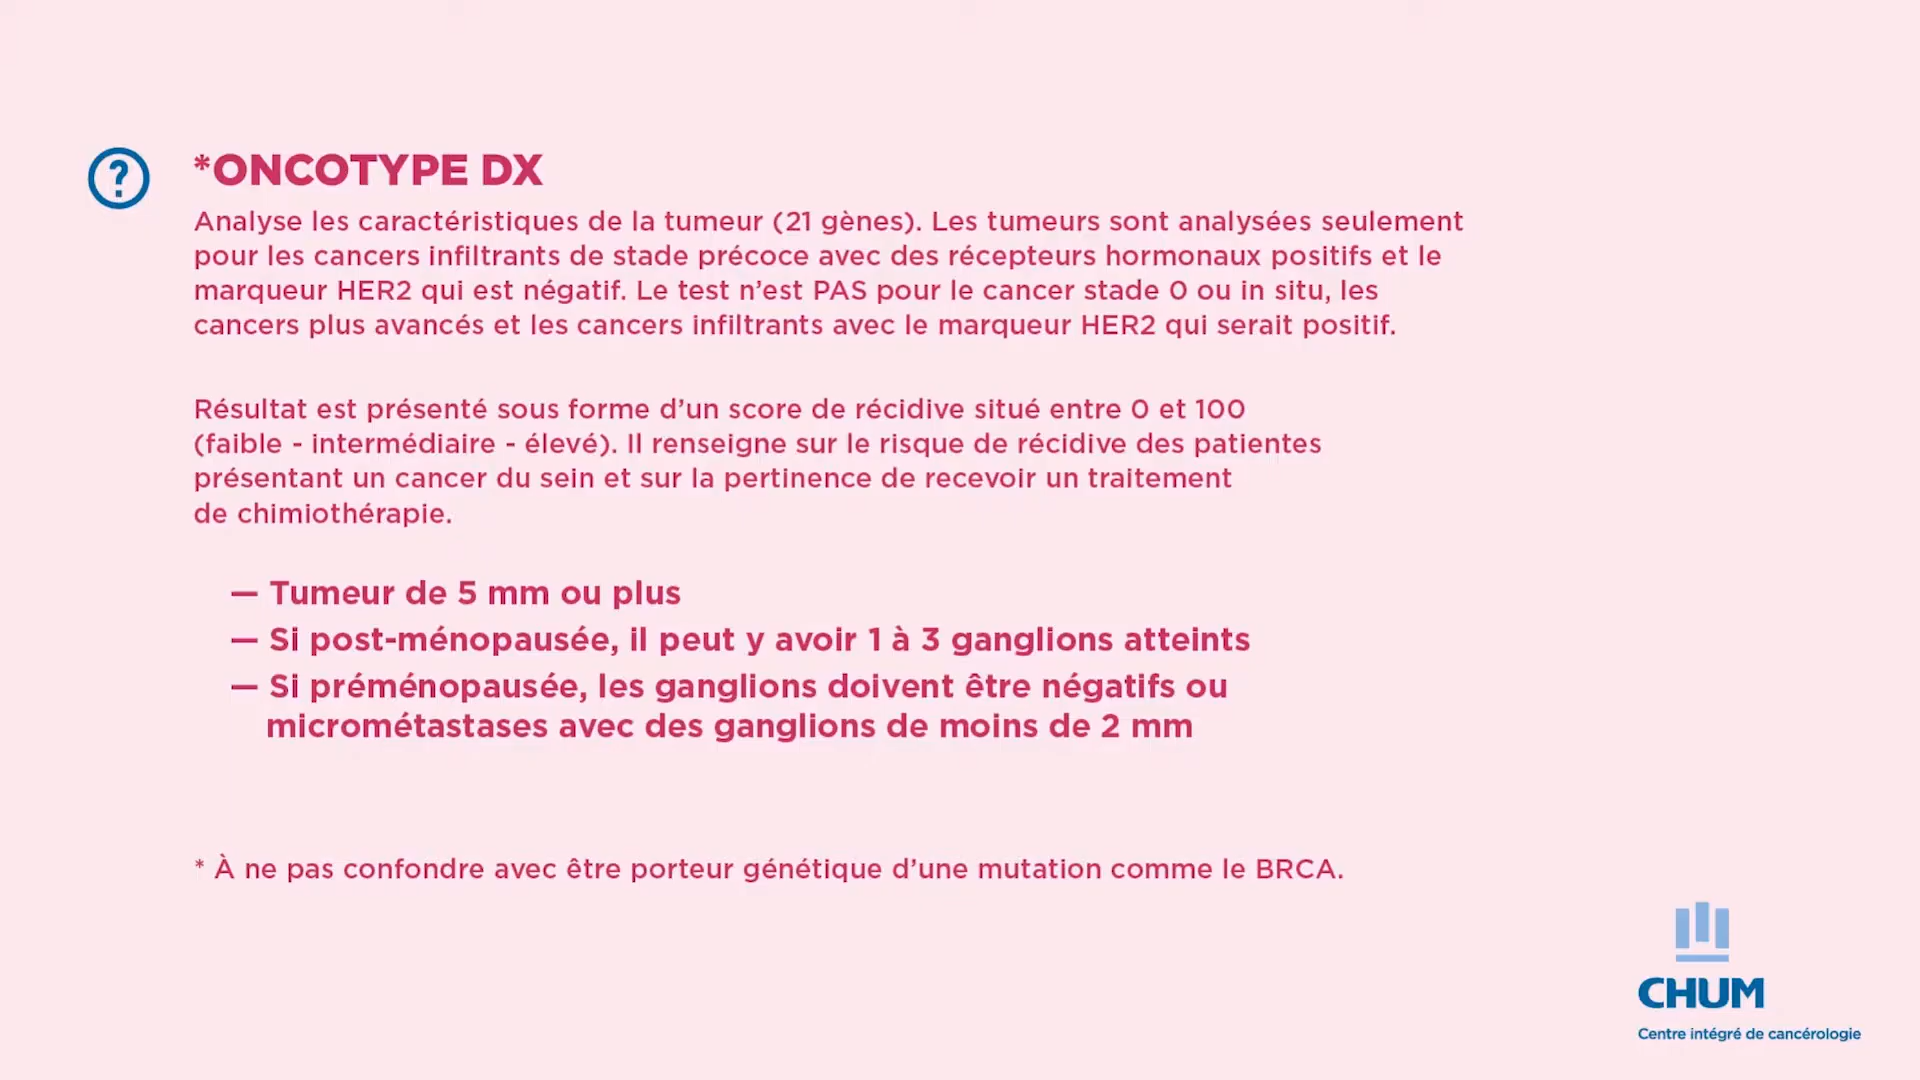 ?
*ONCOTYPE DX
Analyse les caractéristiques de la tumeur (21 gènes). Les tumeurs sont analysées seulement
pour les cancers infiltrants de stade précoce avec des récepteurs hormonaux positifs et le
marqueur HER2 qui est négatif. Le test n’est PAS pour le cancer stade 0 ou in situ, les
cancers plus avancés et les cancers infiltrants avec le marqueur HER2 qui serait positif.
Résultat est présenté sous forme d’un score de récidive situé entre 0 et 100
(faible - intermédiaire - élevé). Il renseigne sur le risque de récidive des patientes
présentant un cancer du sein et sur la pertinence de recevoir un traitement
de chimiothérapie.
— Tumeur de 5 mm ou plus
— Si post-ménopausée, il peut y avoir 1 à 3 ganglions atteints
— Si préménopausée, les ganglions doivent être négatifs ou
micrométastases avec des ganglions de moins de 2 mm
* À ne pas confondre avec être porteur génétique d’une mutation comme le BRCA.
CHUM
Centre intégré de cancérologie